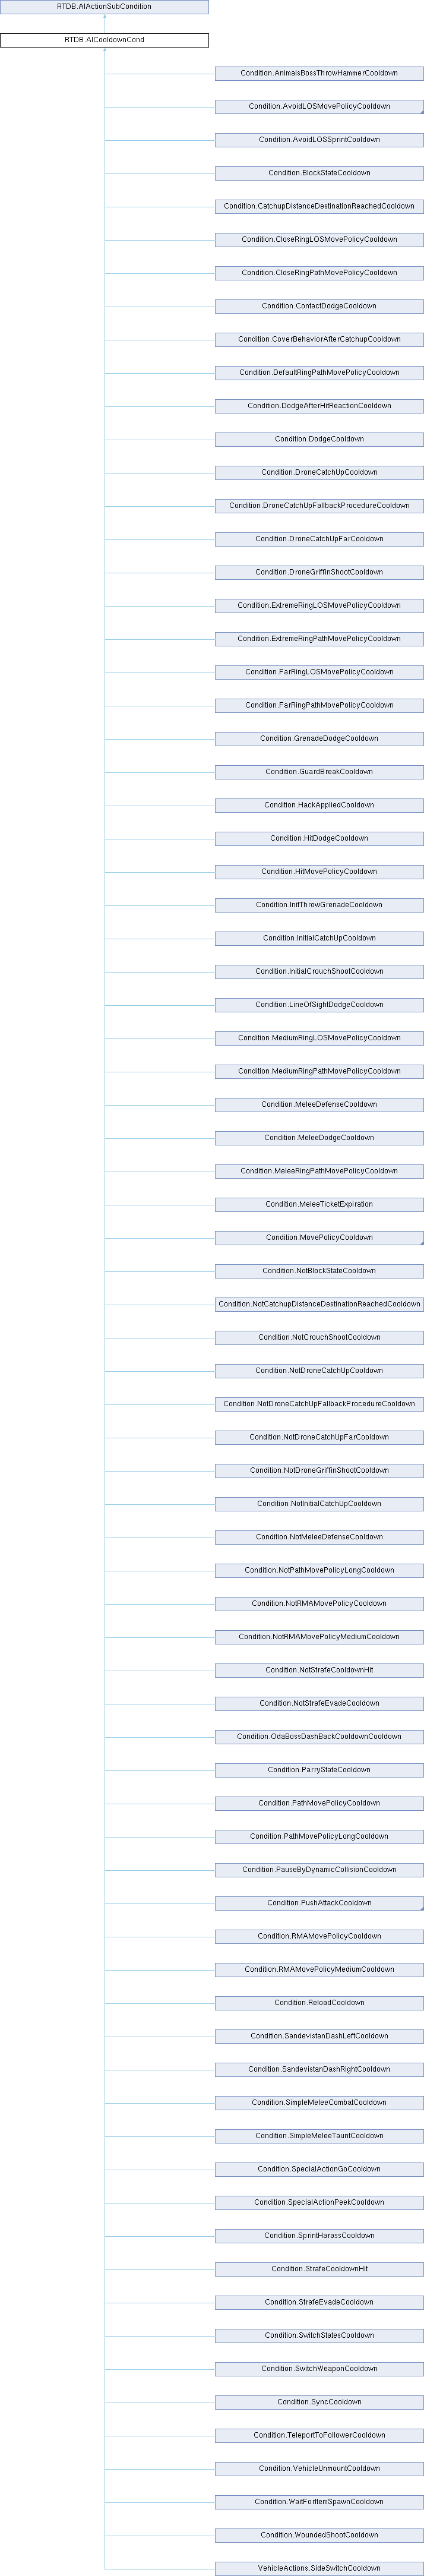 RTDB.AIActionSubCondition
RTDB.AICooldownCond
Condition.AnimalsBossThrowHammerCooldown
Condition.AvoidLOSMovePolicyCooldown
Condition.AvoidLOSSprintCooldown
Condition.BlockStateCooldown
Condition.CatchupDistanceDestinationReachedCooldown
Condition.CloseRingLOSMovePolicyCooldown
Condition.CloseRingPathMovePolicyCooldown
Condition.ContactDodgeCooldown
Condition.CoverBehaviorAfterCatchupCooldown
Condition.DefaultRingPathMovePolicyCooldown
Condition.DodgeAfterHitReactionCooldown
Condition.DodgeCooldown
Condition.DroneCatchUpCooldown
Condition.DroneCatchUpFallbackProcedureCooldown
Condition.DroneCatchUpFarCooldown
Condition.DroneGriffinShootCooldown
Condition.ExtremeRingLOSMovePolicyCooldown
Condition.ExtremeRingPathMovePolicyCooldown
Condition.FarRingLOSMovePolicyCooldown
Condition.FarRingPathMovePolicyCooldown
Condition.GrenadeDodgeCooldown
Condition.GuardBreakCooldown
Condition.HackAppliedCooldown
Condition.HitDodgeCooldown
Condition.HitMovePolicyCooldown
Condition.InitThrowGrenadeCooldown
Condition.InitialCatchUpCooldown
Condition.InitialCrouchShootCooldown
Condition.LineOfSightDodgeCooldown
Condition.MediumRingLOSMovePolicyCooldown
Condition.MediumRingPathMovePolicyCooldown
Condition.MeleeDefenseCooldown
Condition.MeleeDodgeCooldown
Condition.MeleeRingPathMovePolicyCooldown
Condition.MeleeTicketExpiration
Condition.MovePolicyCooldown
Condition.NotBlockStateCooldown
Condition.NotCatchupDistanceDestinationReachedCooldown
Condition.NotCrouchShootCooldown
Condition.NotDroneCatchUpCooldown
Condition.NotDroneCatchUpFallbackProcedureCooldown
Condition.NotDroneCatchUpFarCooldown
Condition.NotDroneGriffinShootCooldown
Condition.NotInitialCatchUpCooldown
Condition.NotMeleeDefenseCooldown
Condition.NotPathMovePolicyLongCooldown
Condition.NotRMAMovePolicyCooldown
Condition.NotRMAMovePolicyMediumCooldown
Condition.NotStrafeCooldownHit
Condition.NotStrafeEvadeCooldown
Condition.OdaBossDashBackCooldownCooldown
Condition.ParryStateCooldown
Condition.PathMovePolicyCooldown
Condition.PathMovePolicyLongCooldown
Condition.PauseByDynamicCollisionCooldown
Condition.PushAttackCooldown
Condition.RMAMovePolicyCooldown
Condition.RMAMovePolicyMediumCooldown
Condition.ReloadCooldown
Condition.SandevistanDashLeftCooldown
Condition.SandevistanDashRightCooldown
Condition.SimpleMeleeCombatCooldown
Condition.SimpleMeleeTauntCooldown
Condition.SpecialActionGoCooldown
Condition.SpecialActionPeekCooldown
Condition.SprintHarassCooldown
Condition.StrafeCooldownHit
Condition.StrafeEvadeCooldown
Condition.SwitchStatesCooldown
Condition.SwitchWeaponCooldown
Condition.SyncCooldown
Condition.TeleportToFollowerCooldown
Condition.VehicleUnmountCooldown
Condition.WaitForItemSpawnCooldown
Condition.WoundedShootCooldown
VehicleActions.SideSwitchCooldown